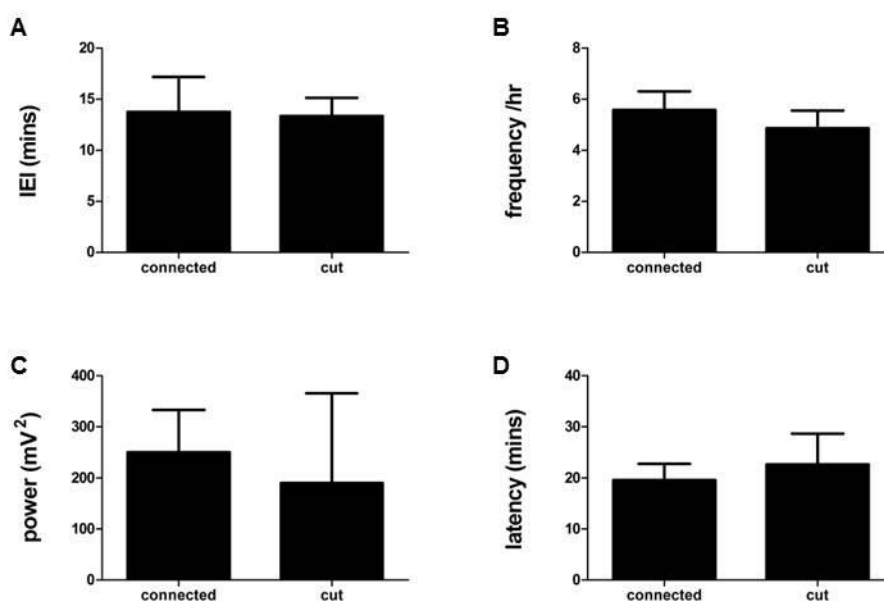 A
IEI (mins)
20
15
10
5
0
connected cut
B
frequency /hr
8
6
4
2
0
connected cut
C
power (mV²)
400
300
200
100
0
connected cut
D
latency (mins)
40
30
20
10
0
connected cut